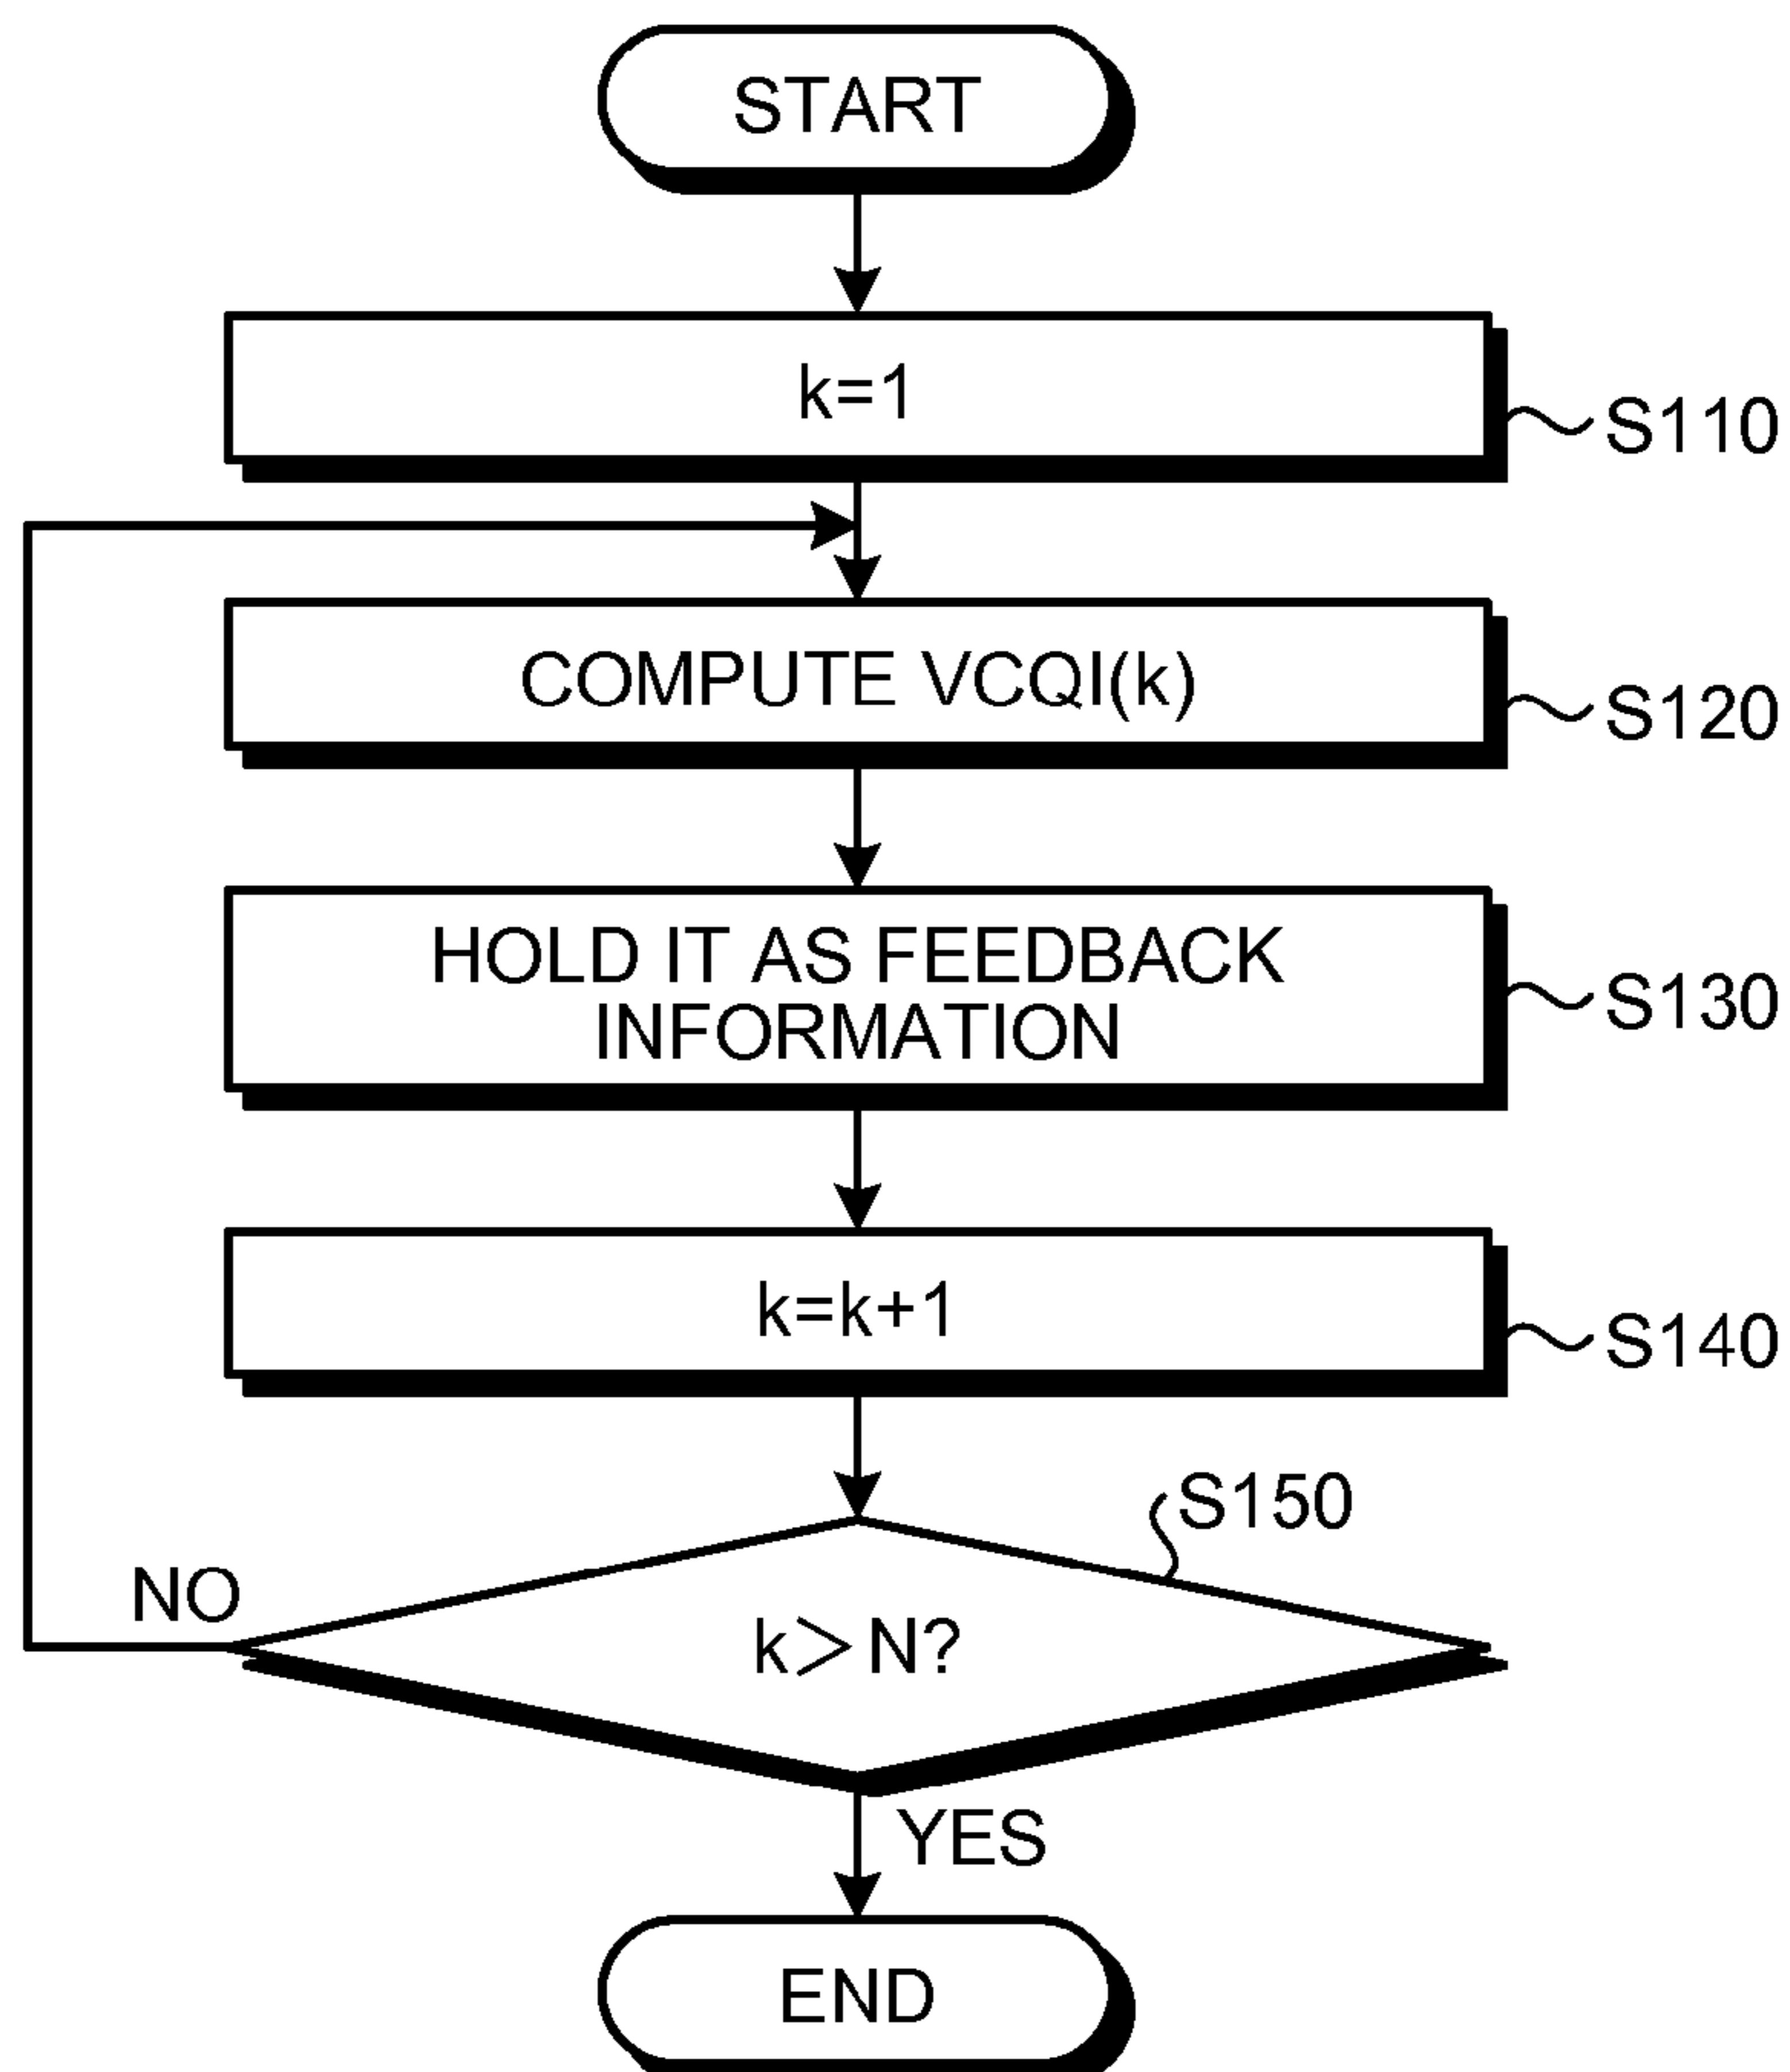 START
k=1
S110
COMPUTE VCQI(k)
S120
HOLD IT AS FEEDBACK
INFORMATION
S130
k=k+1
S140
S150
NO
k>N?
YES
END